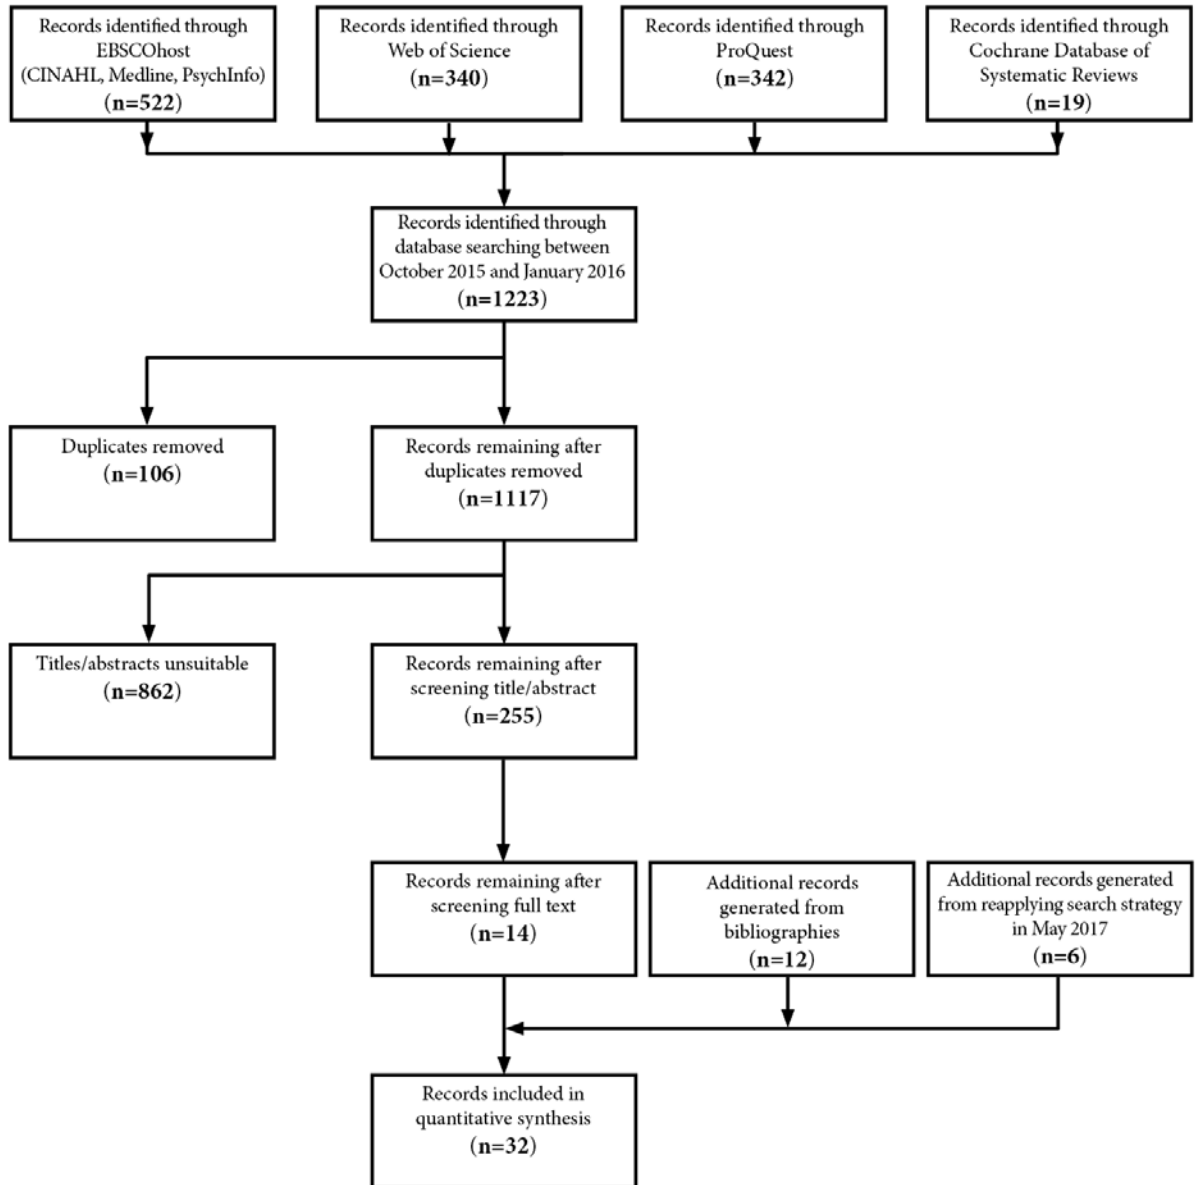 Records identified through
EBSCOhost
(CINAHL, Medline, PsychInfo)
(n=522)
Records identified through
Web of Science
(n=340)
Records identified through
ProQuest
(n=342)
Records identified through
Cochrane Database of
Systematic Reviews
(n=19)
Records identified through
database searching between
October 2015 and January 2016
(n=1223)
Duplicates removed
(n=106)
Records remaining after
duplicates removed
(n=1117)
Titles/abstracts unsuitable
(n=862)
Records remaining after
screening title/abstract
(n=255)
Records remaining after
screening full text
(n=14)
Additional records
generated from
bibliographies
(n=12)
Additional records generated
from reapplying search strategy
in May 2017
(n=6)
Records included in
quantitative synthesis
(n=32)